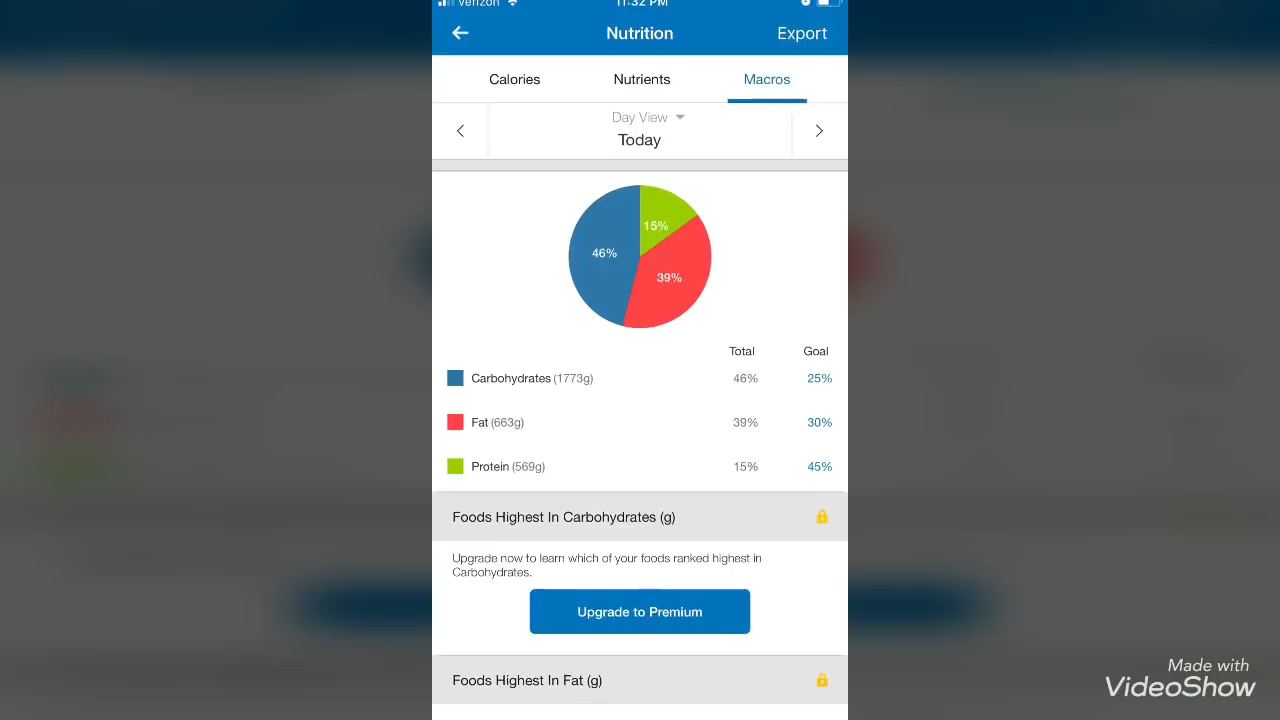 Verizon 11:32 PM
Nutrition Export
Calories Nutrients Macros
Day View
Today
15%
46%
39%
Total Goal
Carbohydrates (1773g) 46% 25%
Fat (663g) 39% 30%
Protein (569g) 15% 45%
Foods Highest In Carbohydrates (g)
Upgrade now to learn which of your foods ranked highest in
Carbohydrates.
Upgrade to Premium
Foods Highest In Fat (g)
Made with
VideoShow